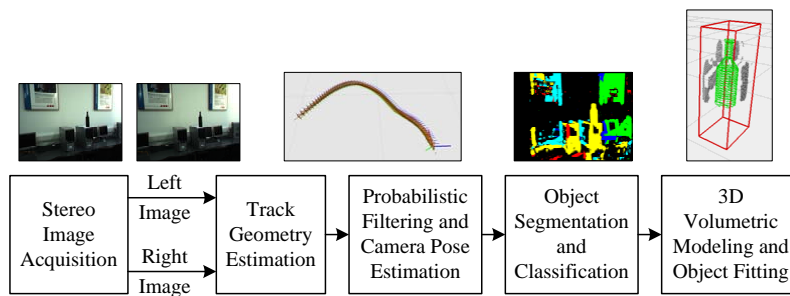 Left
Image
Right
Image
Stereo
Image
Acquisition
Track
Geometry
Estimation
Probabilistic
Filtering and
Camera Pose
Estimation
Object
Segmentation
and
Classification
3D
Volumetric
Modeling and
Object Fitting